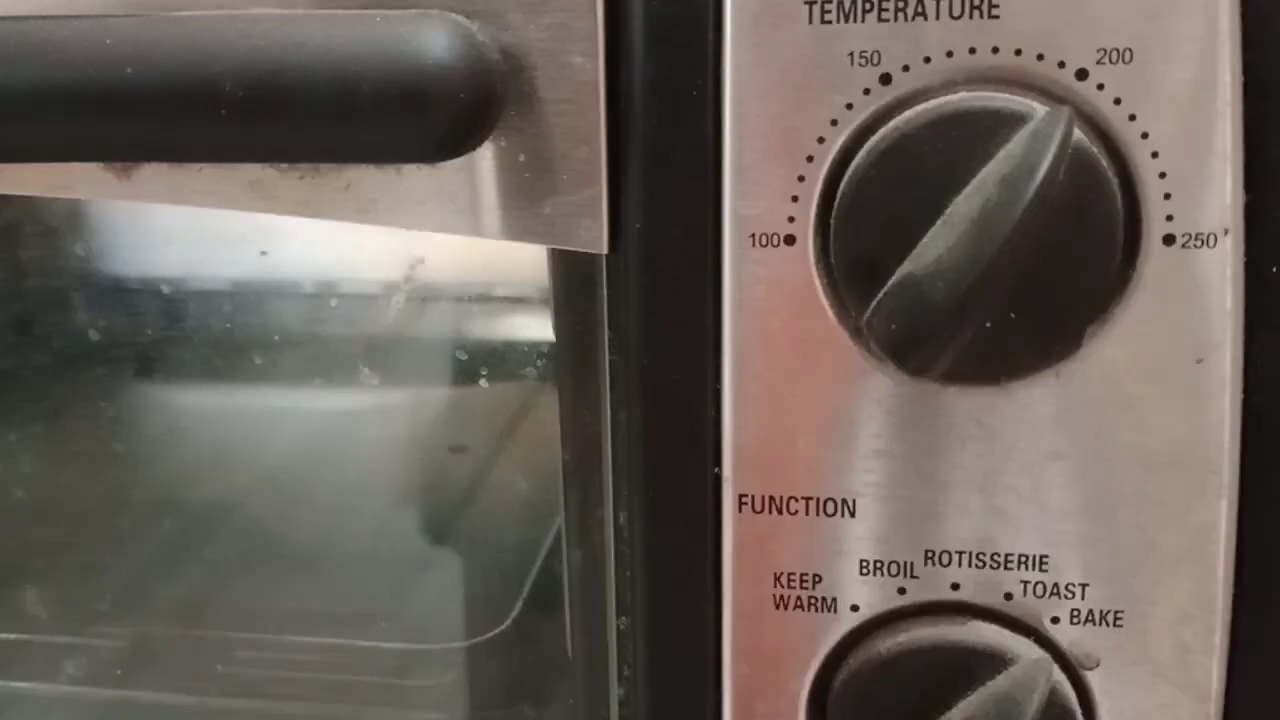 TEMPERATURE
150
200
100
250
FUNCTION
KEEP
WARM
BROIL
ROTISSERIE
TOAST
BAKE